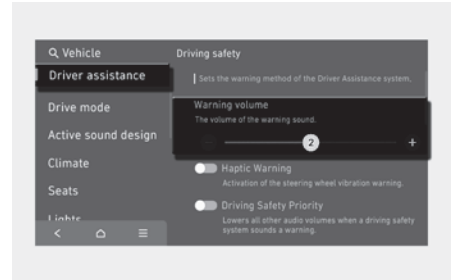 Vehicle
Driver assistance
Drive mode
Active sound design
Climate
Seats
Lights
Driving safety
Sets the warning method of the Driver Assistance system.
Warning volume
The volume of the warning sound.
2
+
Haptic Warning
Activation of the steering wheel vibration warning.
Driving Safety Priority
Lowers all other audio volumes when a driving safety
system sounds a warning.